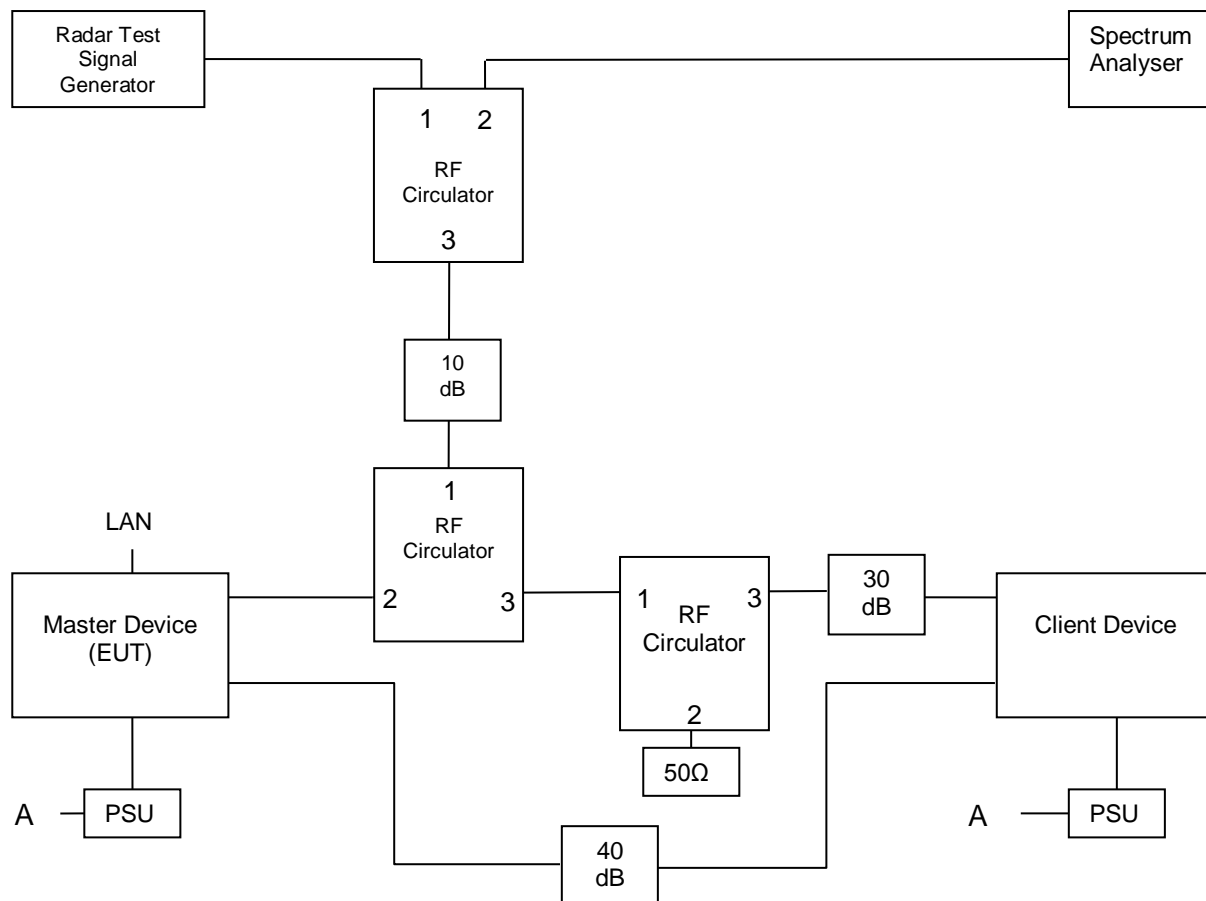 Radar Test
Signal
Generator
Spectrum
Analyser
1 2
RF
Circulator
3
10
dB
1
RF
Circulator
2 3
LAN
Master Device
(EUT)
1 RF 3
Circulator
2
50Ω
30
dB
Client Device
A PSU
A PSU
40
dB